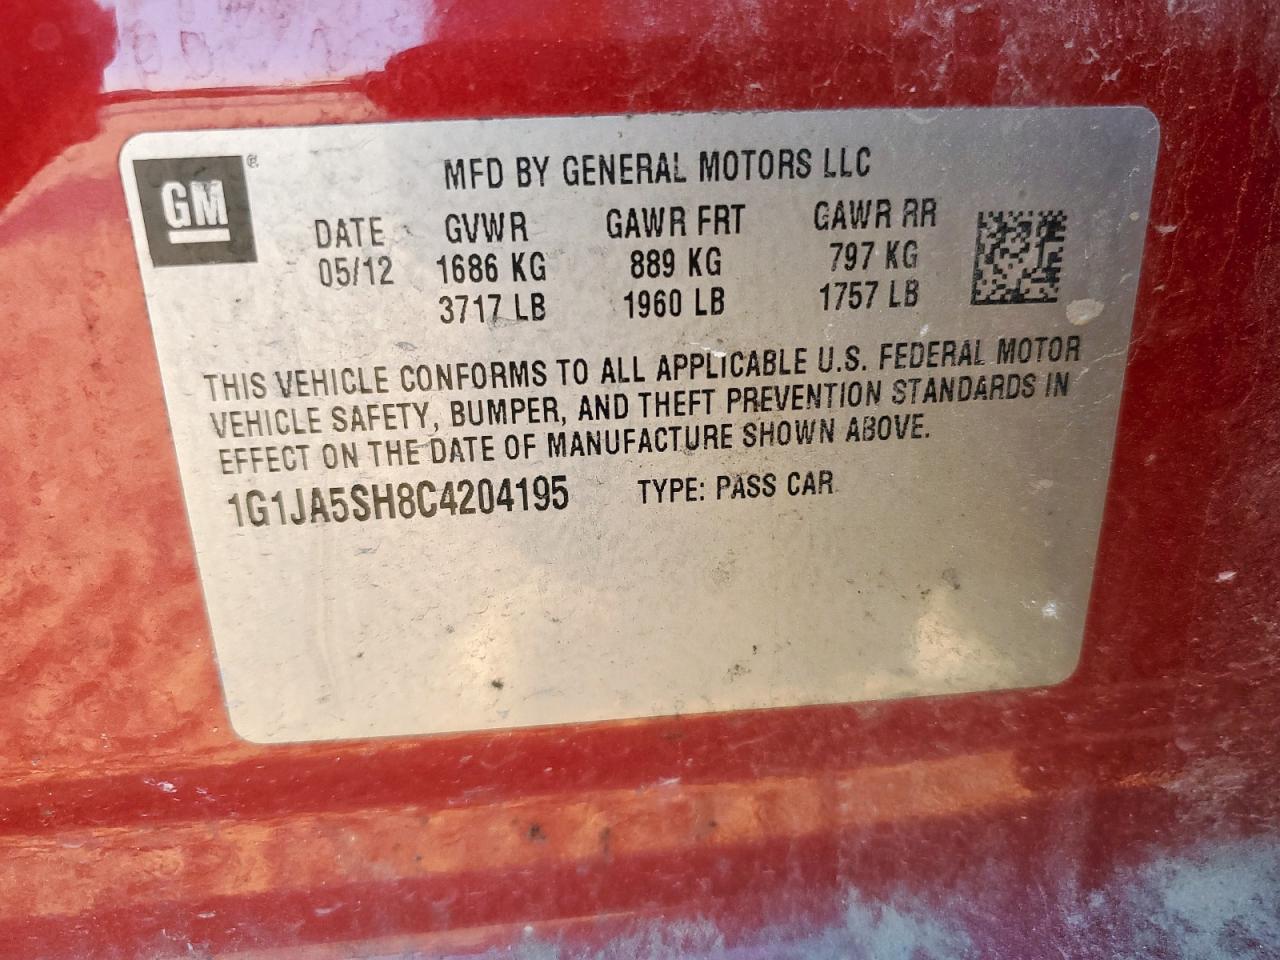 GM®
MFD BY GENERAL MOTORS LLC
DATE GVWR GAWR FRT GAWR RR
05/12 1686 KG 889 KG 797 KG
3717 LB 1960 LB 1757 LB
THIS VEHICLE CONFORMS TO ALL APPLICABLE U.S. FEDERAL MOTOR
VEHICLE SAFETY, BUMPER, AND THEFT PREVENTION STANDARDS IN
EFFECT ON THE DATE OF MANUFACTURE SHOWN ABOVE.
1G1JA5SH8C4204195 TYPE: PASS CAR